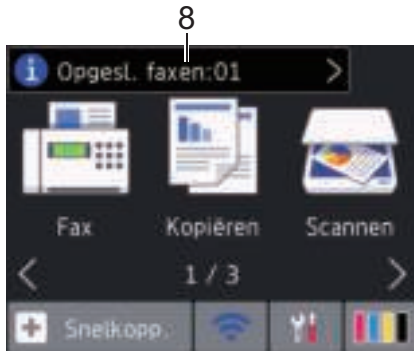 8
Opgesl. faxen:01
Fax Kopiëren Scannen
1 / 3
Snelkopp.